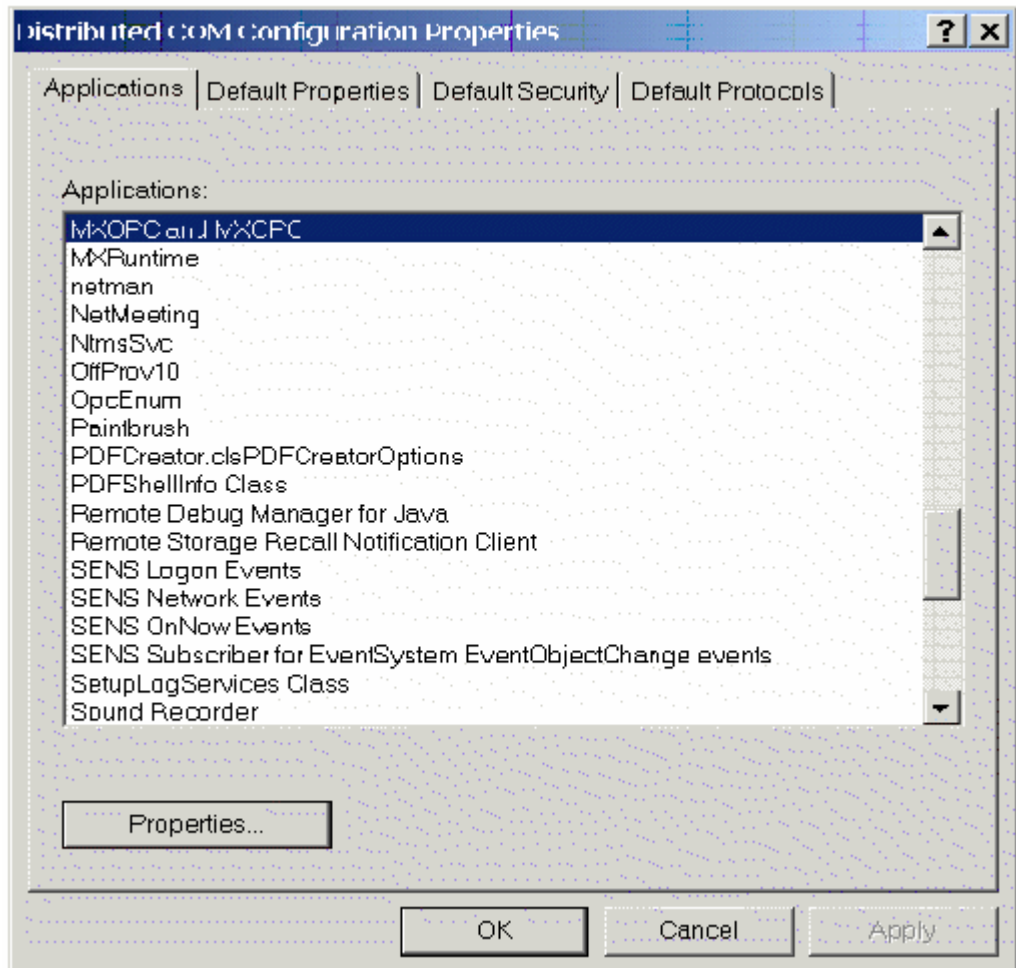 Distributed COM Configuration Properties
Applications Default Properties Default Security Default Protocols
Applications:
MXOPC and MXCPC
MXRuntime
netman
NetMeeting
NtmsSvc
OffProv10
OpcEnum
Paintbrush
PDFCreator.clsPDFCreatorOptions
PDFShellInfo Class
Remote Debug Manager for Java
Remote Storage Recall Notification Client
SENS Logon Events
SENS Network Events
SENS OnNow Events
SENS Subscriber for EventSystem EventObjectChange events
SetupLogServices Class
Sound Recorder
Properties...
OK Cancel Apply